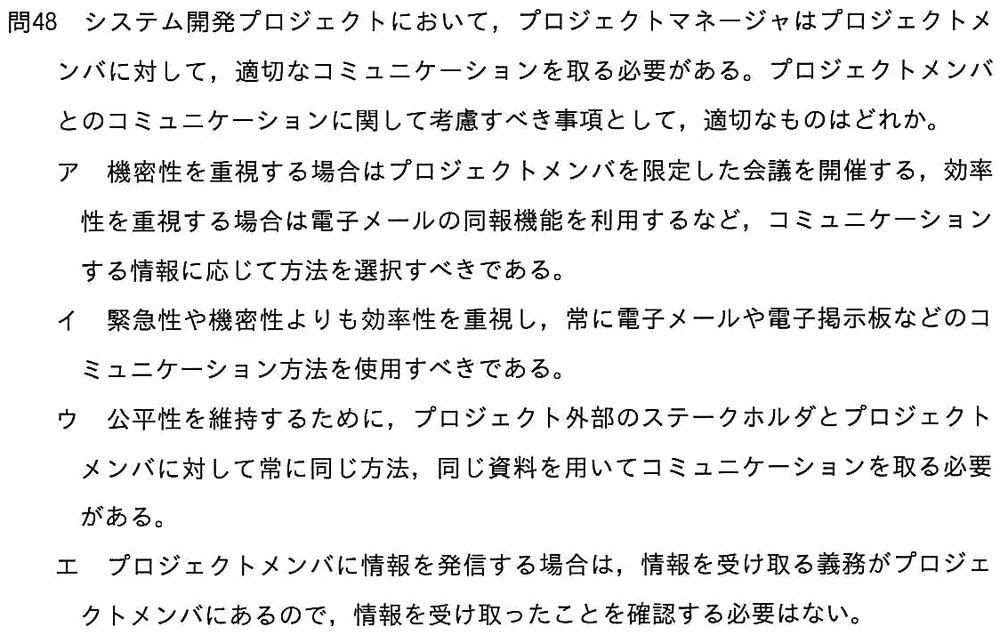 問48　システム開発プロジェクトにおいて，プロジェクトマネージャはプロジェクトメ
ンバに対して，適切なコミュニケーションを取る必要がある。プロジェクトメンバ
とのコミュニケーションに関して考慮すべき事項として，適切なものはどれか。
ア　機密性を重視する場合はプロジェクトメンバを限定した会議を開催する，効率
性を重視する場合は電子メールの同報機能を利用するなど，コミュニケーション
する情報に応じて方法を選択すべきである。
イ　緊急性や機密性よりも効率性を重視し，常に電子メールや電子掲示板などのコ
ミュニケーション方法を使用すべきである。
ウ　公平性を維持するために，プロジェクト外部のステークホルダとプロジェクト
メンバに対して常に同じ方法，同じ資料を用いてコミュニケーションを取る必要
がある。
エ　プロジェクトメンバに情報を発信する場合は，情報を受け取る義務がプロジェ
クトメンバにあるので，情報を受け取ったことを確認する必要はない。